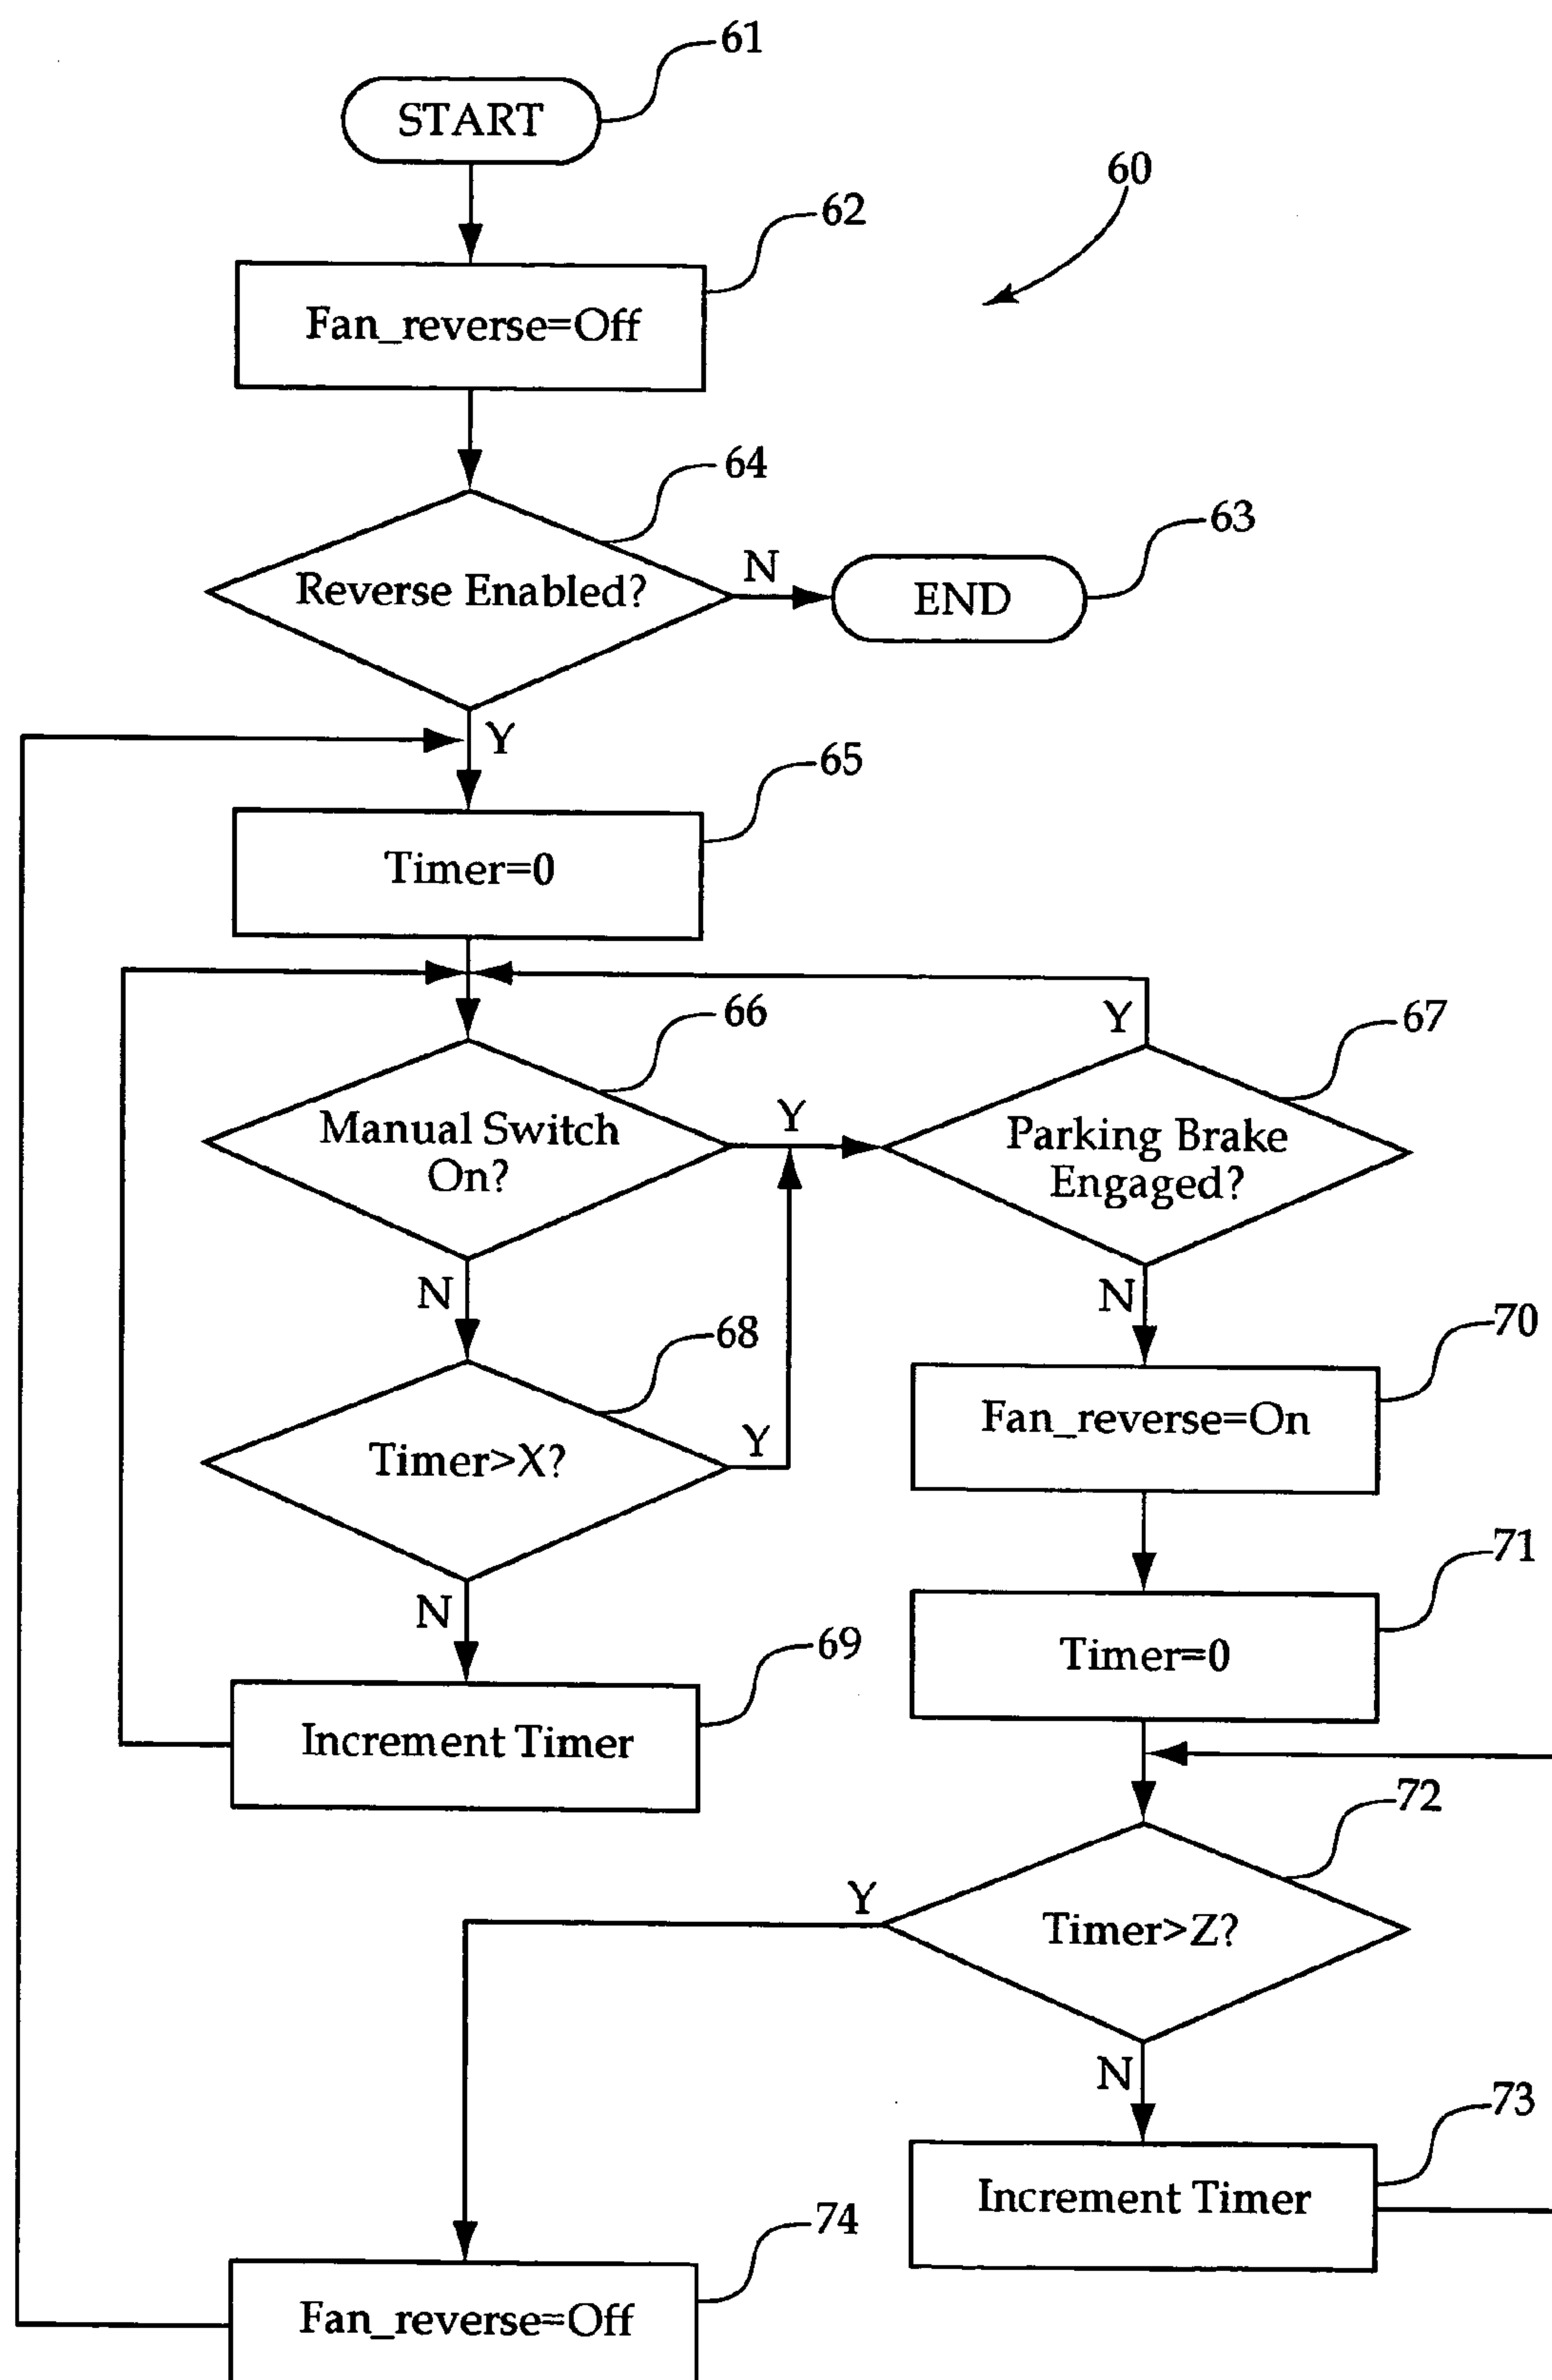 61
START
60
62
Fan_reverse=Off
64
63
Reverse Enabled?
N
END
Y
65
Timer=0
66
67
Y
Manual Switch
On?
Y
Parking Brake
Engaged?
N
N
68
70
Timer>X?
Y
Fan_reverse=On
71
N
Timer=0
69
Increment Timer
72
Y
Timer>Z?
N
73
Increment Timer
74
Fan_reverse=Off